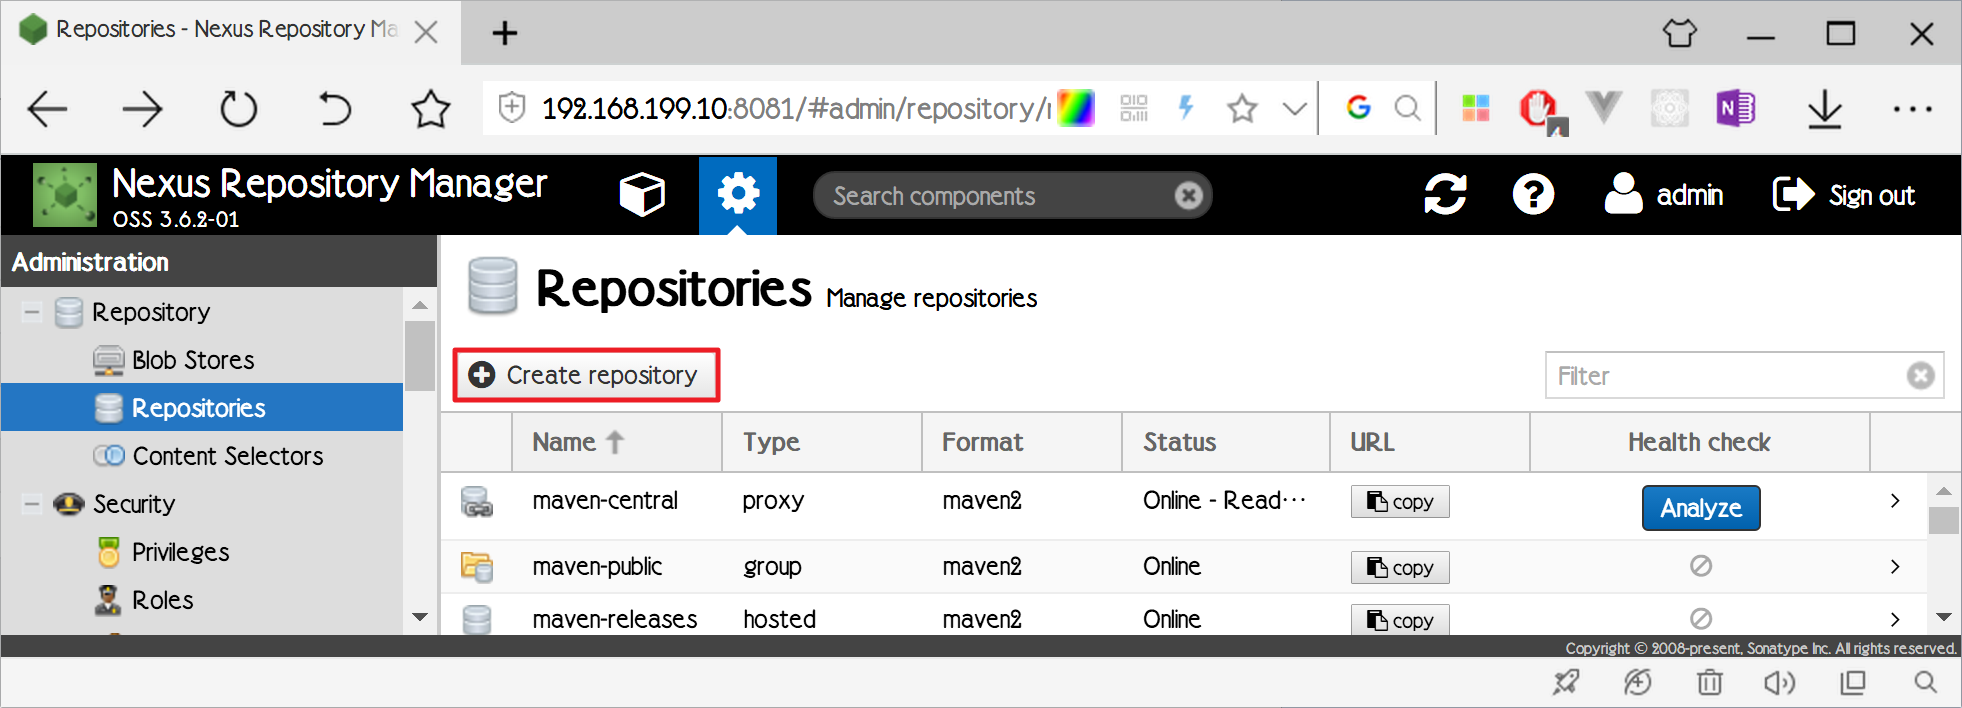 Repositories - Nexus Repository Ma
192.168.199.10:8081/#admin/repository/r
Nexus Repository Manager
OSS 3.6.2-01
Search components
admin
Sign out
Administration
Repository
Blob Stores
Repositories
Content Selectors
Security
Privileges
Roles
Repositories Manage repositories
Create repository
Filter
Name Type Format Status URL Health check
maven-central proxy maven2 Online - Read··· copy Analyze
maven-public group maven2 Online copy
maven-releases hosted maven2 Online copy
Copyright © 2008-present, Sonatype Inc. All rights reserved.